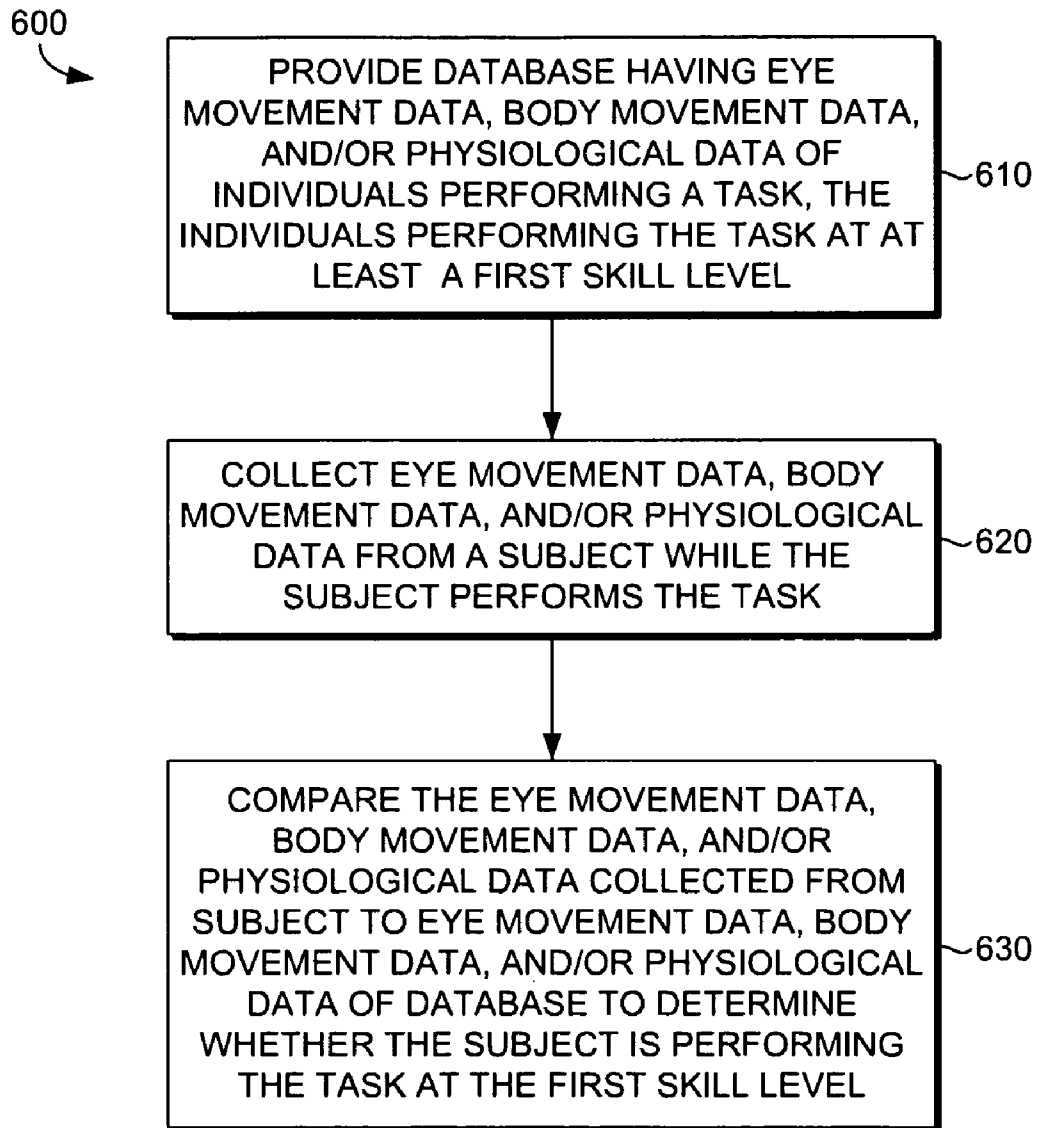 600
PROVIDE DATABASE HAVING EYE
MOVEMENT DATA, BODY MOVEMENT DATA,
AND/OR PHYSIOLOGICAL DATA OF
INDIVIDUALS PERFORMING A TASK, THE
INDIVIDUALS PERFORMING THE TASK AT AT
LEAST A FIRST SKILL LEVEL
610
COLLECT EYE MOVEMENT DATA, BODY
MOVEMENT DATA, AND/OR PHYSIOLOGICAL
DATA FROM A SUBJECT WHILE THE
SUBJECT PERFORMS THE TASK
620
COMPARE THE EYE MOVEMENT DATA,
BODY MOVEMENT DATA, AND/OR
PHYSIOLOGICAL DATA COLLECTED FROM
SUBJECT TO EYE MOVEMENT DATA, BODY
MOVEMENT DATA, AND/OR PHYSIOLOGICAL
DATA OF DATABASE TO DETERMINE
WHETHER THE SUBJECT IS PERFORMING
THE TASK AT THE FIRST SKILL LEVEL
630